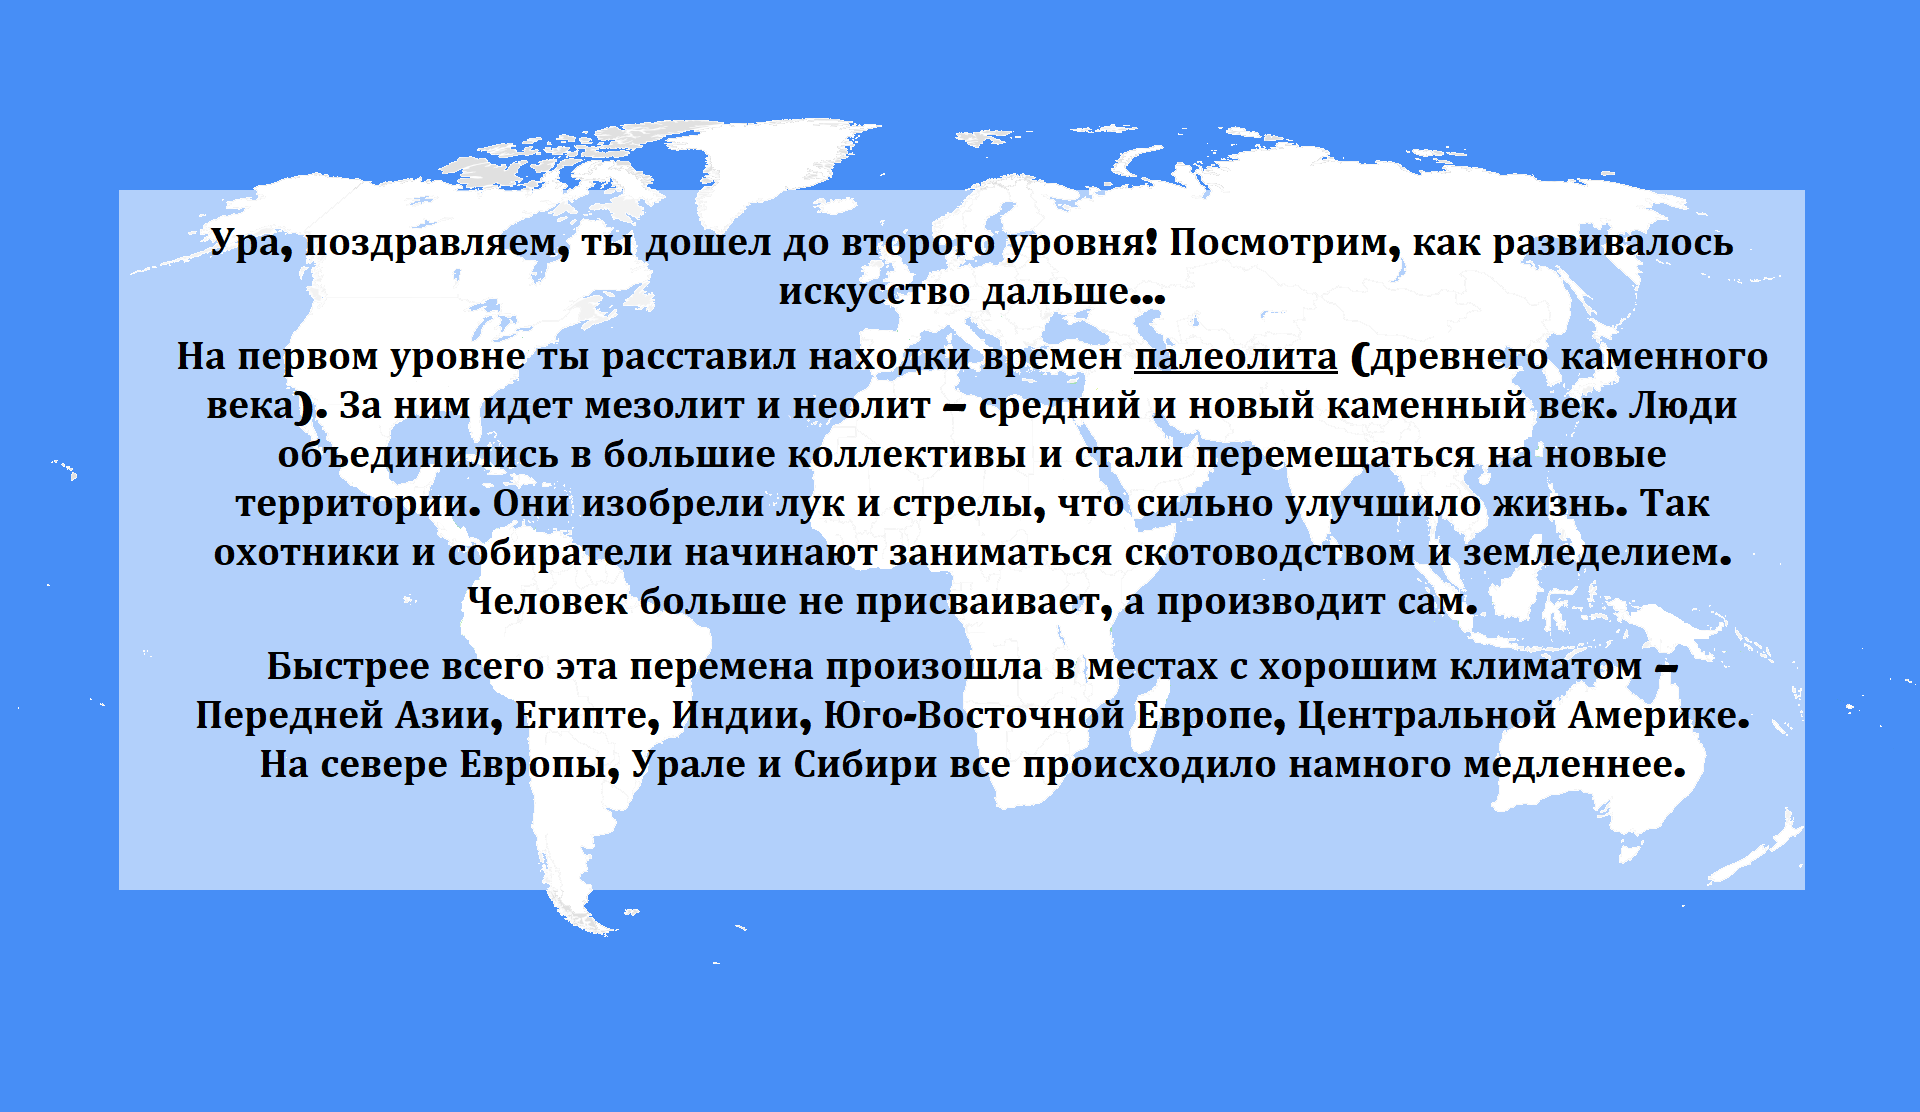 Ура, поздравляем, ты дошел до второго уровня! Посмотрим, как развивалось
искусство дальше...
На первом уровне ты расставил находки времен палеолита (древнего каменного
века). За ним идет мезолит и неолит – средний и новый каменный век. Люди
объединились в большие коллективы и стали перемещаться на новые
территории. Они изобрели лук и стрелы, что сильно улучшило жизнь. Так
охотники и собиратели начинают заниматься скотоводством и земледелием.
Человек больше не присваивает, а производит сам.
Быстрее всего эта перемена произошла в местах с хорошим климатом –
Передней Азии, Египте, Индии, Юго-Восточной Европе, Центральной Америке.
На севере Европы, Урале и Сибири все происходило намного медленнее.